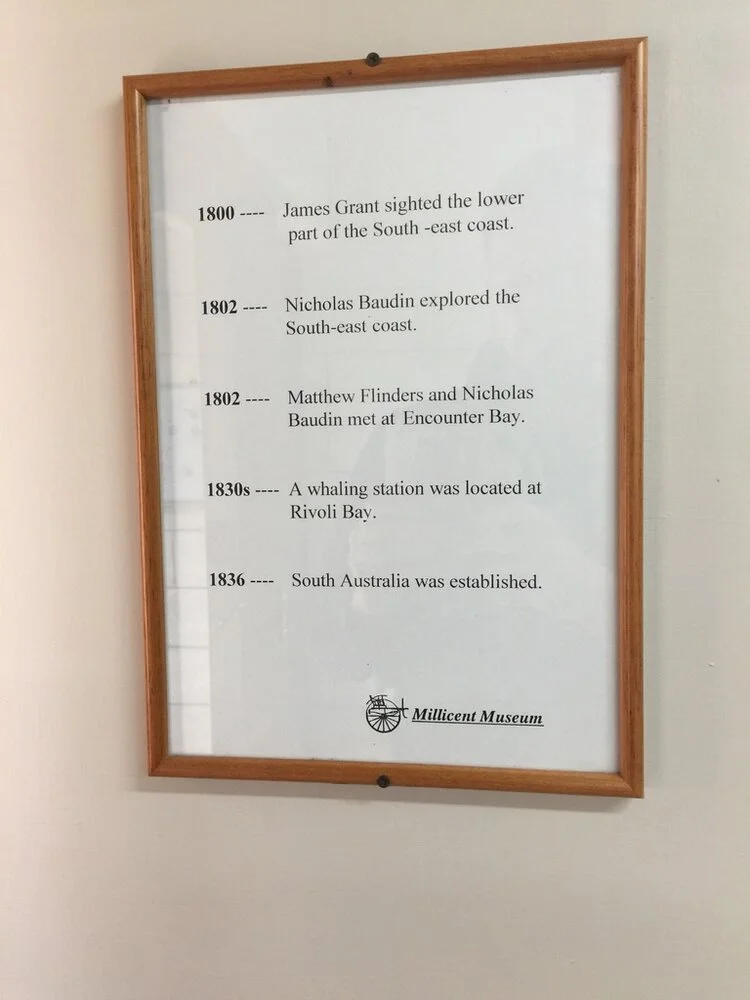 1800 ---- James Grant sighted the lower
part of the South -east coast.
1802 ---- Nicholas Baudin explored the
South-east coast.
1802 ---- Matthew Flinders and Nicholas
Baudin met at Encounter Bay.
1830s ---- A whaling station was located at
Rivoli Bay.
1836 ---- South Australia was established.
Millicent Museum